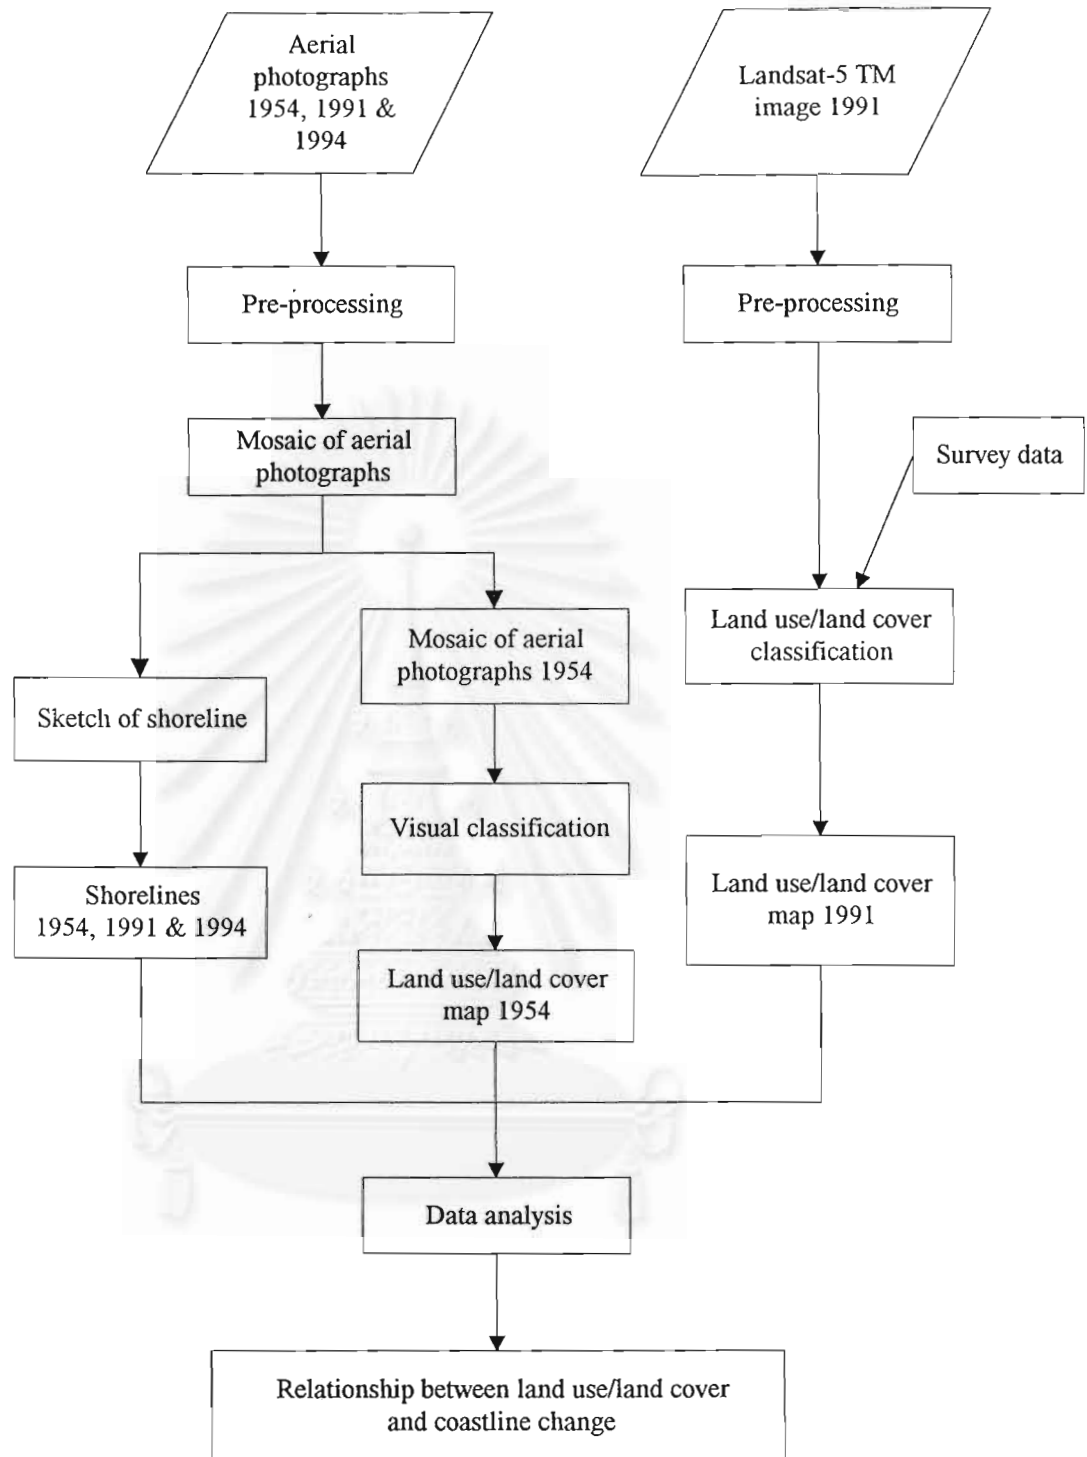 Aerial
photographs
1954, 1991 &
1994
Landsat-5 TM
image 1991
Pre-processing
Pre-processing
Mosaic of aerial
photographs
Survey data
Land use/land cover
classification
Mosaic of aerial
photographs 1954
Sketch of shoreline
Visual classification
Shorelines
1954, 1991 & 1994
Land use/land cover
map 1991
Land use/land cover
map 1954
Data analysis
Relationship between land use/land cover
and coastline change